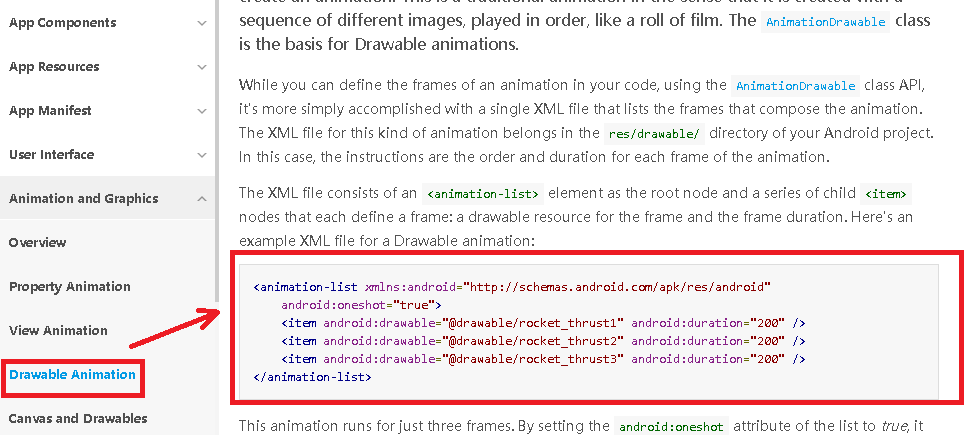 App Components
App Resources
App Manifest
User Interface
Animation and Graphics
Overview
Property Animation
View Animation
Drawable Animation
Canvas and Drawables
sequence of different images, played in order, like a roll of film. The AnimationDrawable class
is the basis for Drawable animations.
While you can define the frames of an animation in your code, using the AnimationDrawable class API,
it's more simply accomplished with a single XML file that lists the frames that compose the animation.
The XML file for this kind of animation belongs in the res/drawable/ directory of your Android project.
In this case, the instructions are the order and duration for each frame of the animation.
The XML file consists of an <animation-list> element as the root node and a series of child <item>
nodes that each define a frame: a drawable resource for the frame and the frame duration. Here's an
example XML file for a Drawable animation:
<animation-list xmlns:android="http://schemas.android.com/apk/res/android"
android:oneshot="true">
<item android:drawable="@drawable/rocket_thrust1" android:duration="200" />
<item android:drawable="@drawable/rocket_thrust2" android:duration="200" />
<item android:drawable="@drawable/rocket_thrust3" android:duration="200" />
</animation-list>
This animation runs for just three frames. By setting the android:oneshot attribute of the list to true, it